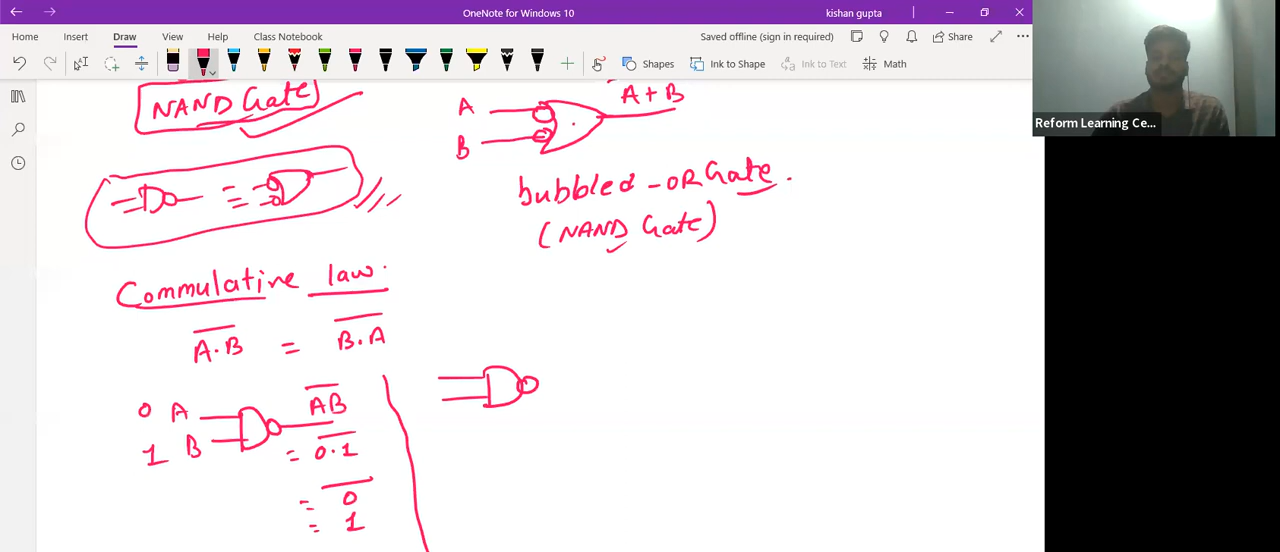 OneNote for Windows 10
kishan gupta
Home Insert Draw View Help Class Notebook
Saved offline (sign in required)
Share
Shapes
Ink to Shape
Ink to Text
Math
Reform Learning Ce...
NAND Gate
A
B
A + B
bubbled - OR Gate.
(NAND Gate)
Commulative law.
A.B = B.A
0 A
1 B
AB
= 0.1
= 0
= 1